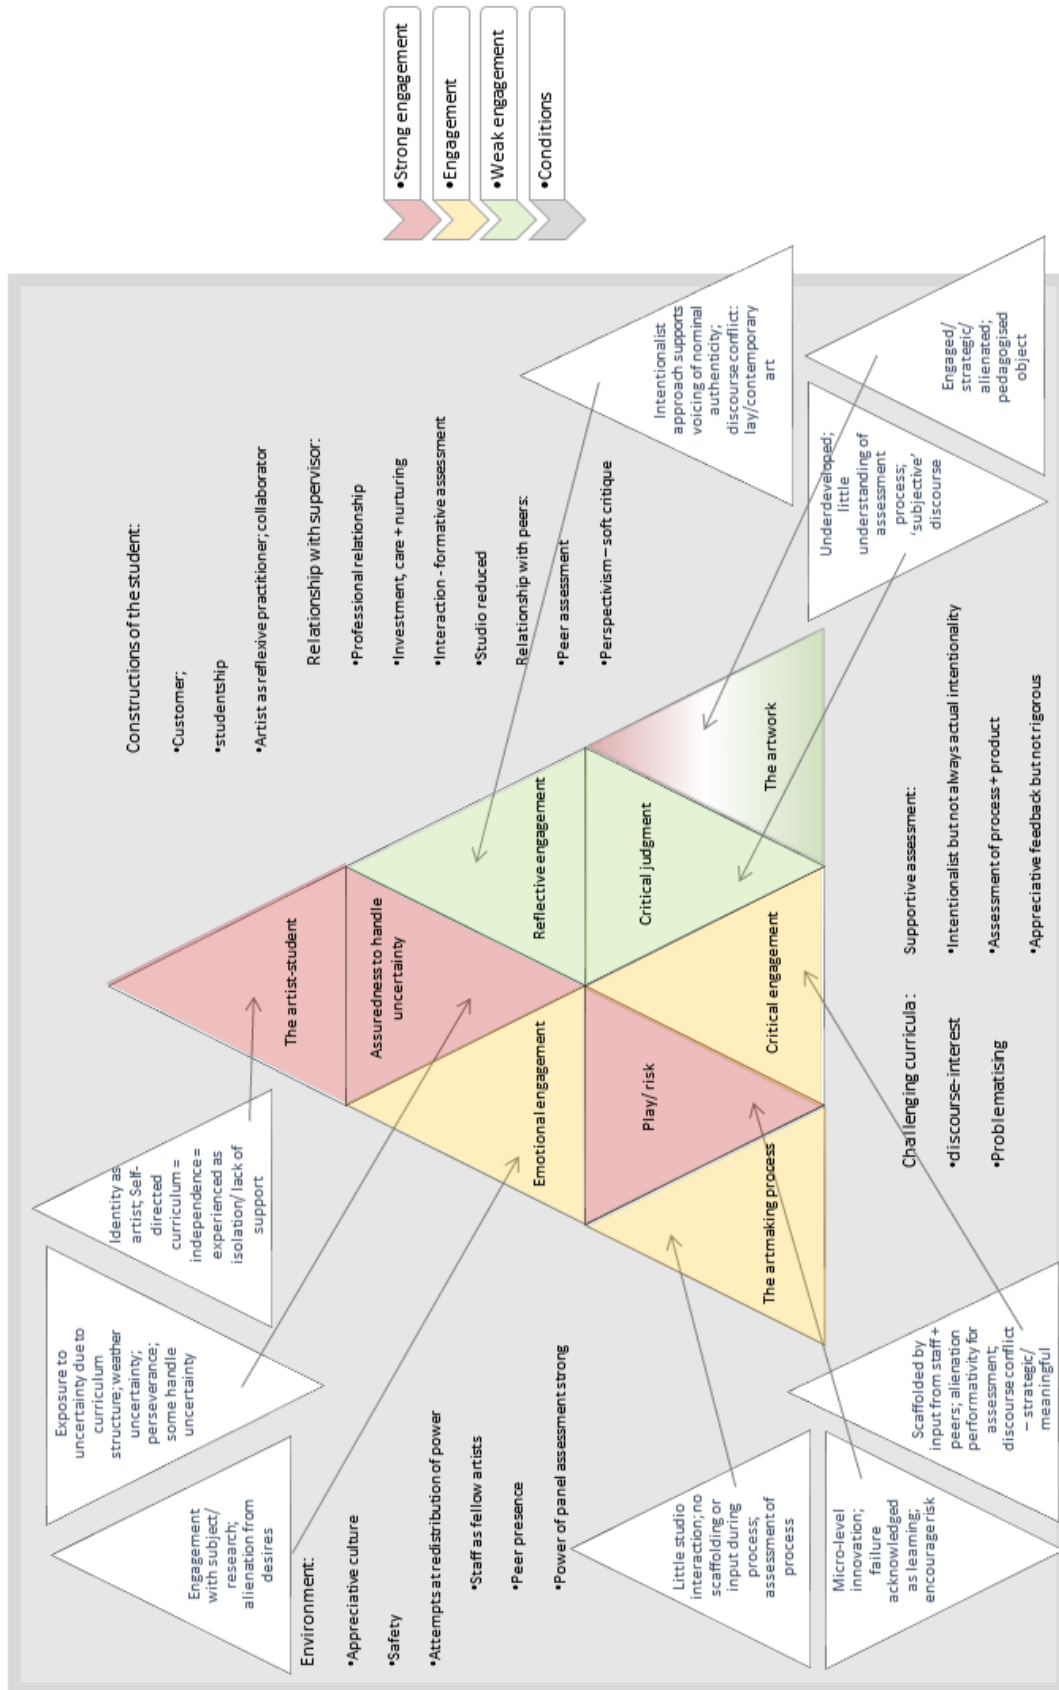 •Strong engagement
•Engagement
•Weak engagement
•Conditions
Engagement
with subject/
research;
alienation from
desires
Exposure to
uncertainty due to
curriculum
structure; weather
uncertainty;
perseverance;
some handle
uncertainty
Identity as
artist; Self-
directed
curriculum =
independence =
experienced as
isolation/ lack of
support
Constructions of the student:
•Customer;
•studentship
•Artist as reflexive practitioner; collaborator
Relationship with supervisor:
•Professional relationship
•Investment, care + nurturing
•Interaction - formative assessment
•Studio reduced
Relationship with peers:
•Peer assessment
•Perspectivism – soft critique
Environment:
•Appreciative culture
•Safety
•Attempts at redistribution of power
•Staff as fellow artists
•Peer presence
•Power of panel assessment strong
The artist-student
Assuredness to handle
uncertainty
Emotional engagement
Reflective engagement
Play/ risk
Critical judgment
The artmaking process
Critical engagement
The artwork
Intentionalist
approach supports
voicing of nominal
authenticity;
discourse conflict:
lay/contemporary
art
Little studio
interaction; no
scaffolding or
input during
process;
assessment of
process
Micro-level
innovation;
failure
acknowledged
as learning;
encourage risk
Scaffolded by
input from staff +
peers; alienation
performativity for
assessment;
discourse conflict
– strategic/
meaningful
Challenging curricula:
•discourse-interest
•Problematising
Supportive assessment:
•Intentionalist but not always actual intentionality
•Assessment of process + product
•Appreciative feedback but not rigorous
Underdeveloped;
little
understanding of
assessment
process;
‘subjective’
discourse
Engaged/
strategic/
alienated;
pedagogised
object